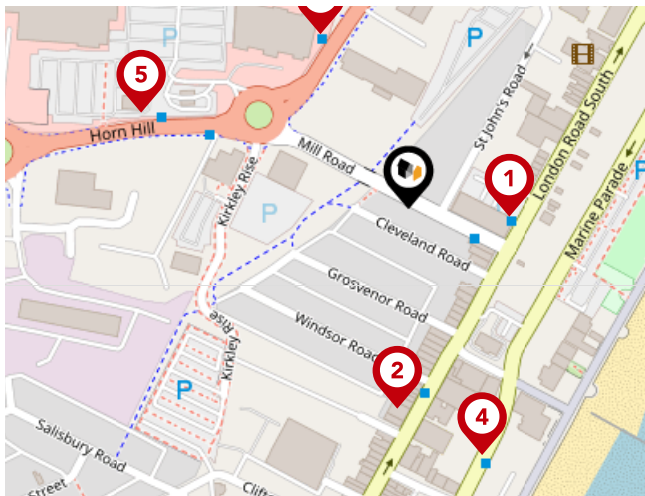 P
P
5
Horn Hill
St John's Road
London Road South
Mill Road
Kirkley Rise
1
P
P
Marine Parade
Cleveland Road
Grosvenor Road
Windsor Road
Kirkley Rise
2
P
4
Salisbury Road
Street